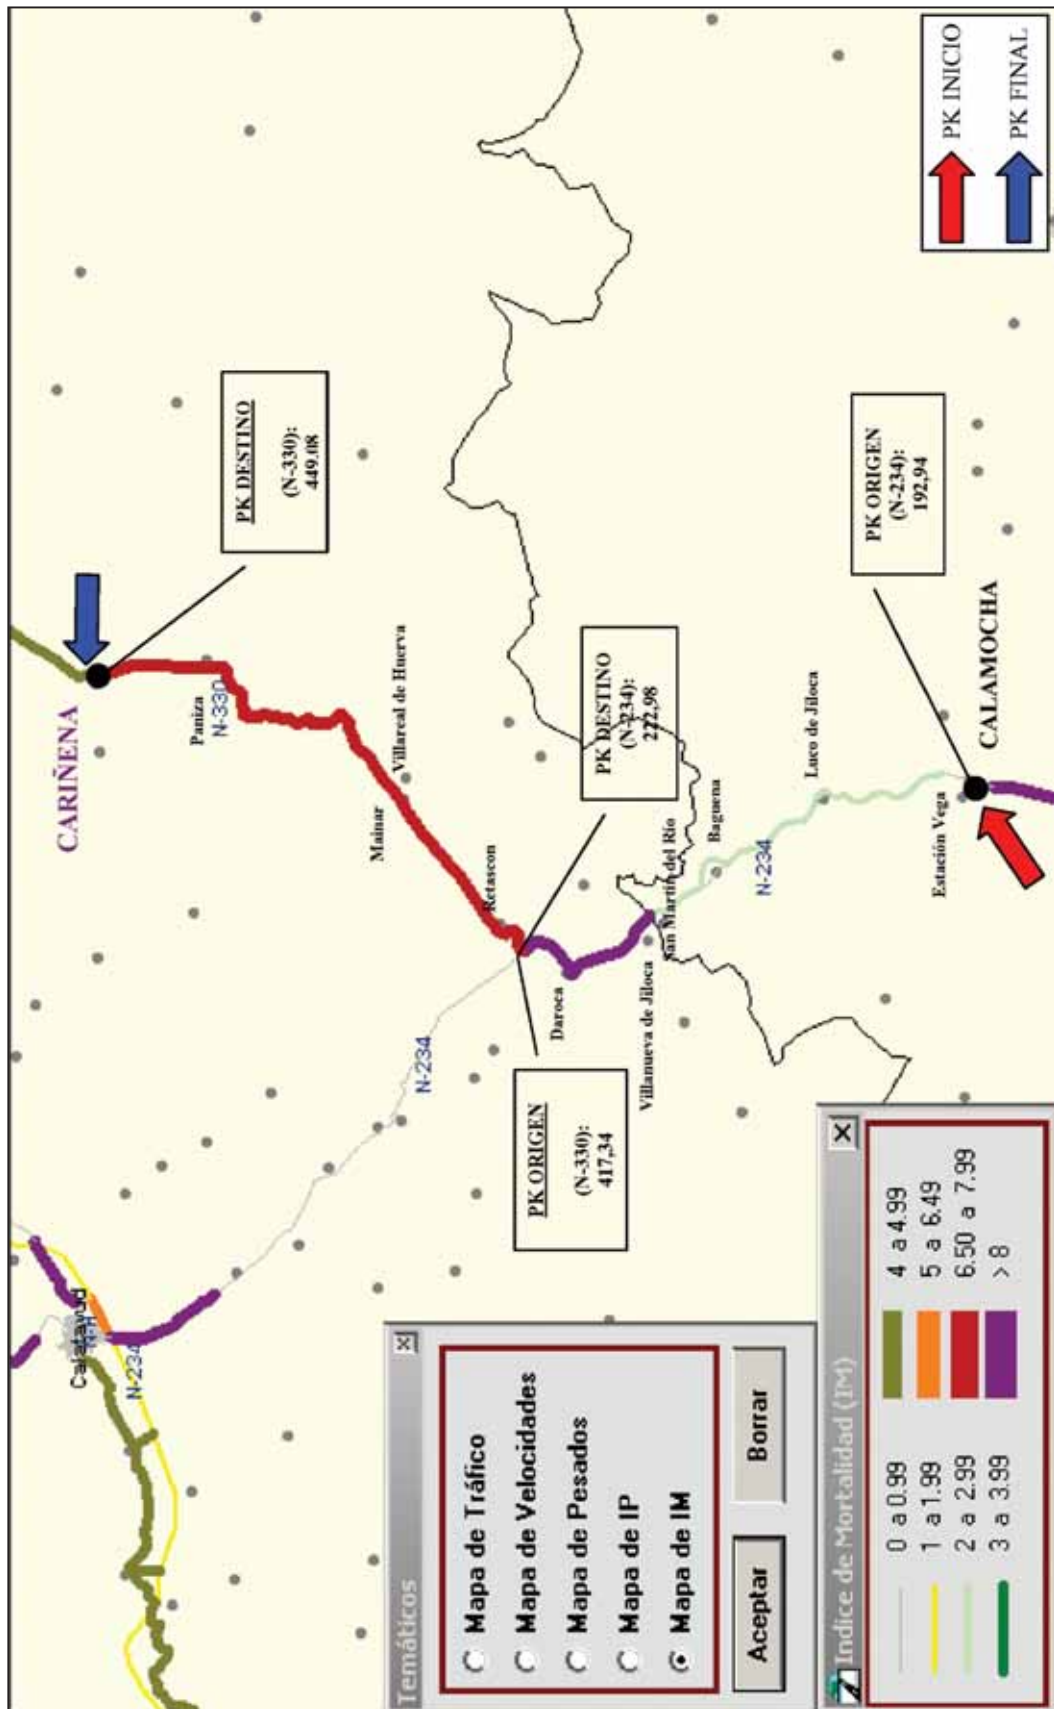 CARIÑENA
PK DESTINO
(N-330):
449.08
Paniza
N-330
Villareal de Huerva
Mainar
Retascon
PK DESTINO
(N-234):
222,98
PK ORIGEN
(N-330):
417,34
Daroca
Villanueva de Jiloca
San Martín del Río
Baguena
Luco de Jiloca
N-234
N-234
Estación Vega
CALAMOCHA
PK ORIGEN
(N-234):
192,94
PK INICIO
PK FINAL
Calatayud
N-II
N-234
Temáticos
Mapa de Tráfico
Mapa de Velocidades
Mapa de Pesados
Mapa de IP
Mapa de IM
Aceptar
Borrar
Indice de Mortalidad (IM)
0 a 0.99
1 a 1.99
2 a 2.99
3 a 3.99
4 a 4.99
5 a 6.49
6.50 a 7.99
> 8